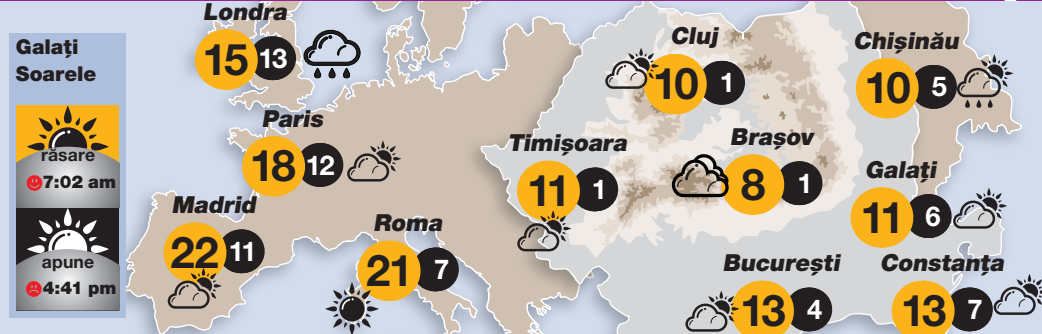 Galați
Soarele
răsare
7:02 am
apune
4:41 pm
Londra
15 13
Paris
18 12
Madrid
22 11
Roma
21 7
Timișoara
11 1
Cluj
10 1
Brașov
8 1
București
13 4
Chișinău
10 5
Galați
11 6
Constanța
13 7